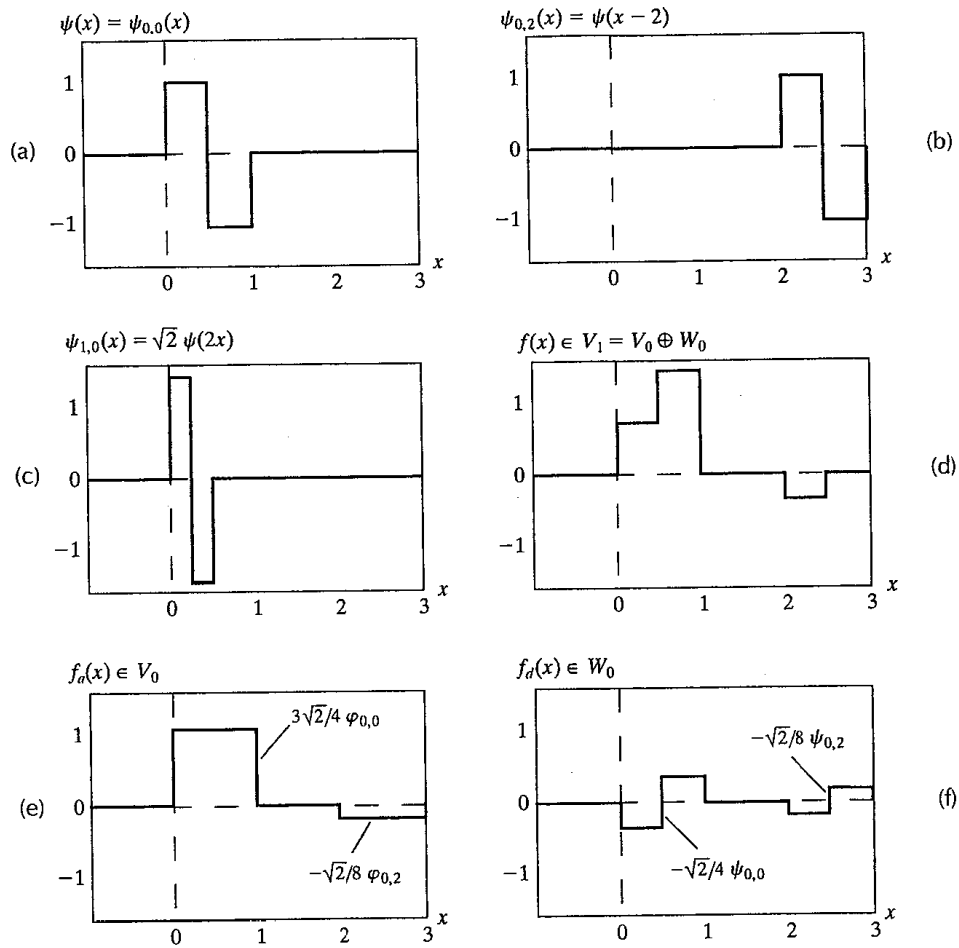 ψ(x) = ψ₀,₀(x)
1
0
−1
0 1 2 3
x
(a)
ψ₀,₂(x) = ψ(x − 2)
1
0
−1
0 1 2 3
x
(b)
ψ₁,₀(x) = √2 ψ(2x)
1
0
−1
0 1 2 3
x
(c)
f(x) ∈ V₁ = V₀ ⊕ W₀
1
0
−1
0 1 2 3
x
(d)
fₐ(x) ∈ V₀
3√2/4 φ₀,₀
1
0
−1
−√2/8 φ₀,₂
0 1 2 3
x
(e)
f_d(x) ∈ W₀
1
−√2/8 ψ₀,₂
0
−1
−√2/4 ψ₀,₀
0 1 2 3
x
(f)